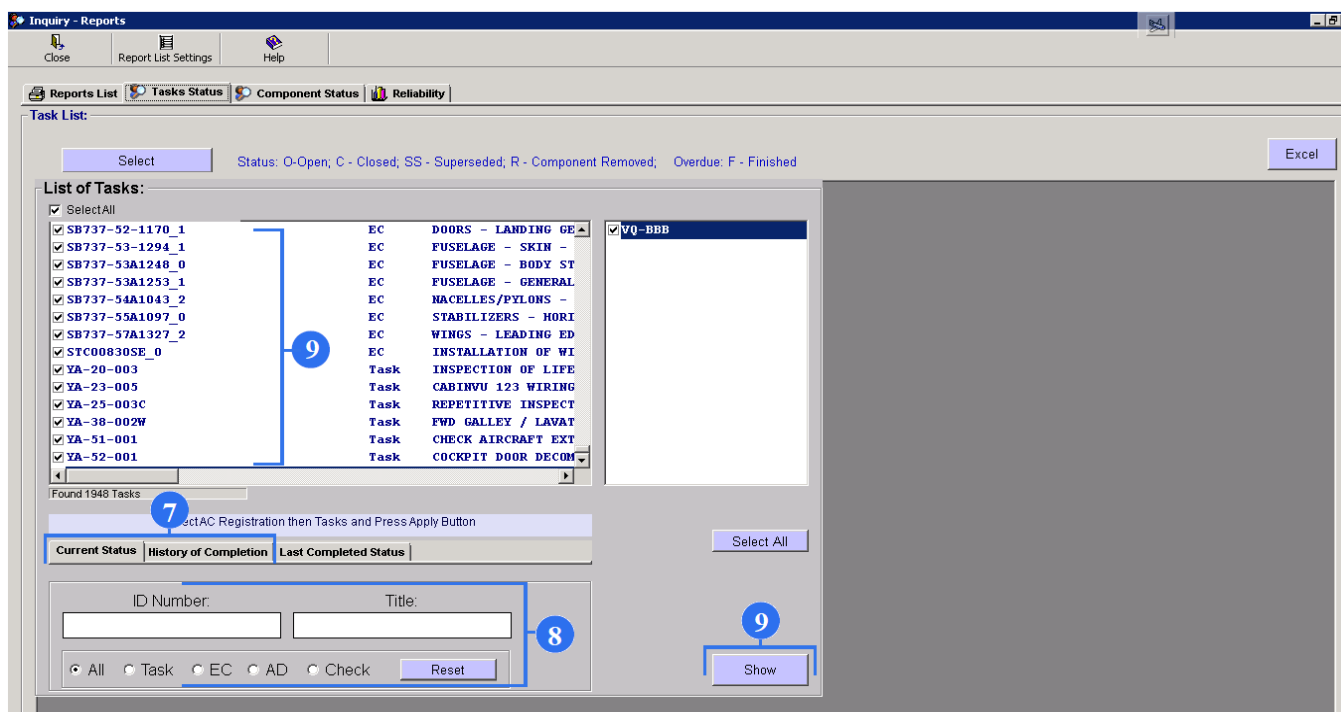 Inquiry - Reports
Close Report List Settings Help
Reports List Tasks Status Component Status Reliability
Task List:
Select Status: O-Open; C - Closed; SS - Superseded; R - Component Removed; Overdue: F - Finished Excel
List of Tasks:
Select All
SB737-52-1170_1 EC DOORS - LANDING GE
SB737-53-1294_1 EC FUSELAGE - SKIN -
SB737-53A1248_0 EC FUSELAGE - BODY ST
SB737-53A1253_1 EC FUSELAGE - GENERAL
SB737-54A1043_2 EC NACELLES/PYLONS -
SB737-55A1097_0 EC STABILIZERS - HORI
SB737-57A1327_2 EC WINGS - LEADING ED
STC00830SE_0 EC INSTALLATION OF WI
YA-20-003 Task INSPECTION OF LIFE
YA-23-005 Task CABINVU 123 WIRING
YA-25-003C Task REPETITIVE INSPECT
YA-38-002W Task FWD GALLEY / LAVAT
YA-51-001 Task CHECK AIRCRAFT EXT
YA-52-001 Task COCKPIT DOOR DECOM
9
VQ-BBB
Found 1948 Tasks
7
ect AC Registration then Tasks and Press Apply Button
Current Status History of Completion Last Completed Status
Select All
ID Number: Title:
8
All Task EC AD Check Reset
9
Show